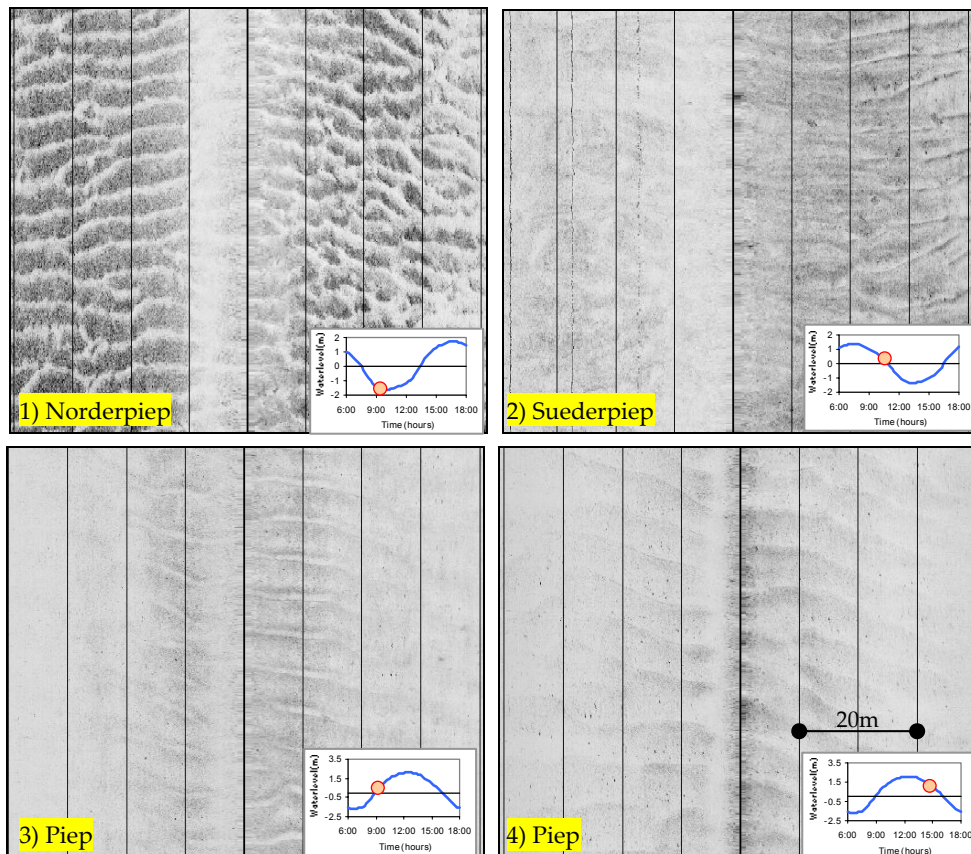 Waterlevel(m)
2
1
0
-1
-2
6:00 9:00 12:00 15:00 18:00
Time (hours)
1) Norderpiep
Waterlevel(m)
2
1
0
-1
-2
6:00 9:00 12:00 15:00 18:00
Time (hours)
2) Suederpiep
Waterlevel(m)
3.5
1.5
-0.5
-2.5
6:00 9:00 12:00 15:00 18:00
Time (hours)
3) Piep
20m
Waterlevel(m)
3.5
1.5
-0.5
-2.5
6:00 9:00 12:00 15:00 18:00
Time (hours)
4) Piep